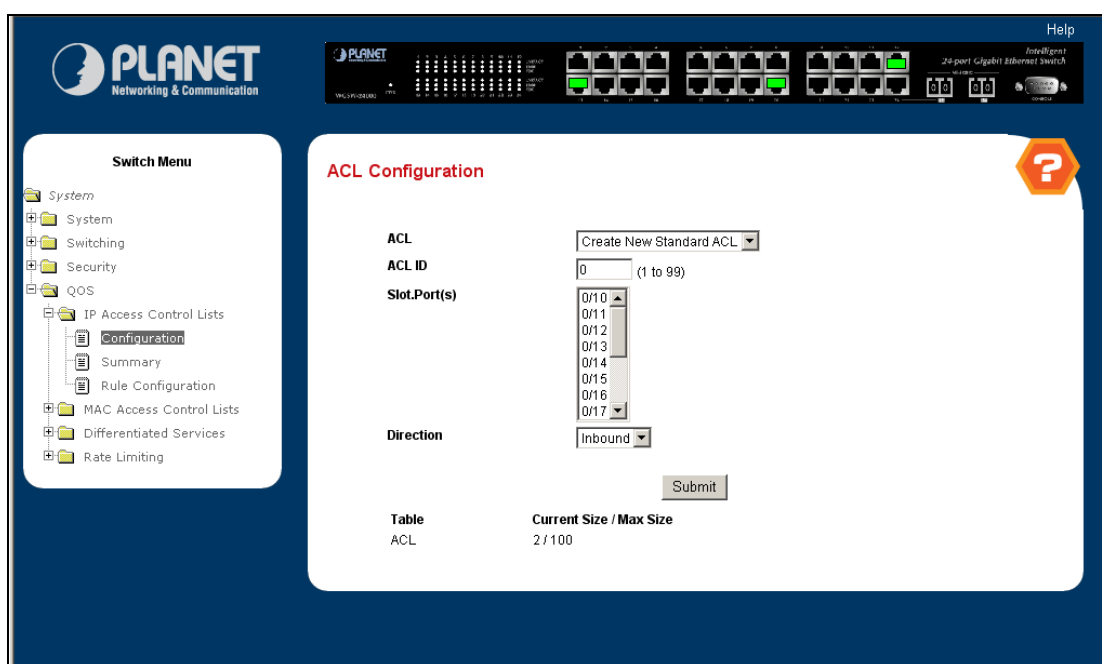 Help
PLANET
Networking & Communication
PLANET
Intelligent
24-port Gigabit Ethernet Switch
WGSW-24000
CONSOLE
Switch Menu
System
System
Switching
Security
QOS
IP Access Control Lists
Configuration
Summary
Rule Configuration
MAC Access Control Lists
Differentiated Services
Rate Limiting
ACL Configuration
?
ACL Create New Standard ACL
ACL ID 0 (1 to 99)
Slot.Port(s) 0/10
0/11
0/12
0/13
0/14
0/15
0/16
0/17
Direction Inbound
Submit
Table Current Size / Max Size
ACL 2 / 100